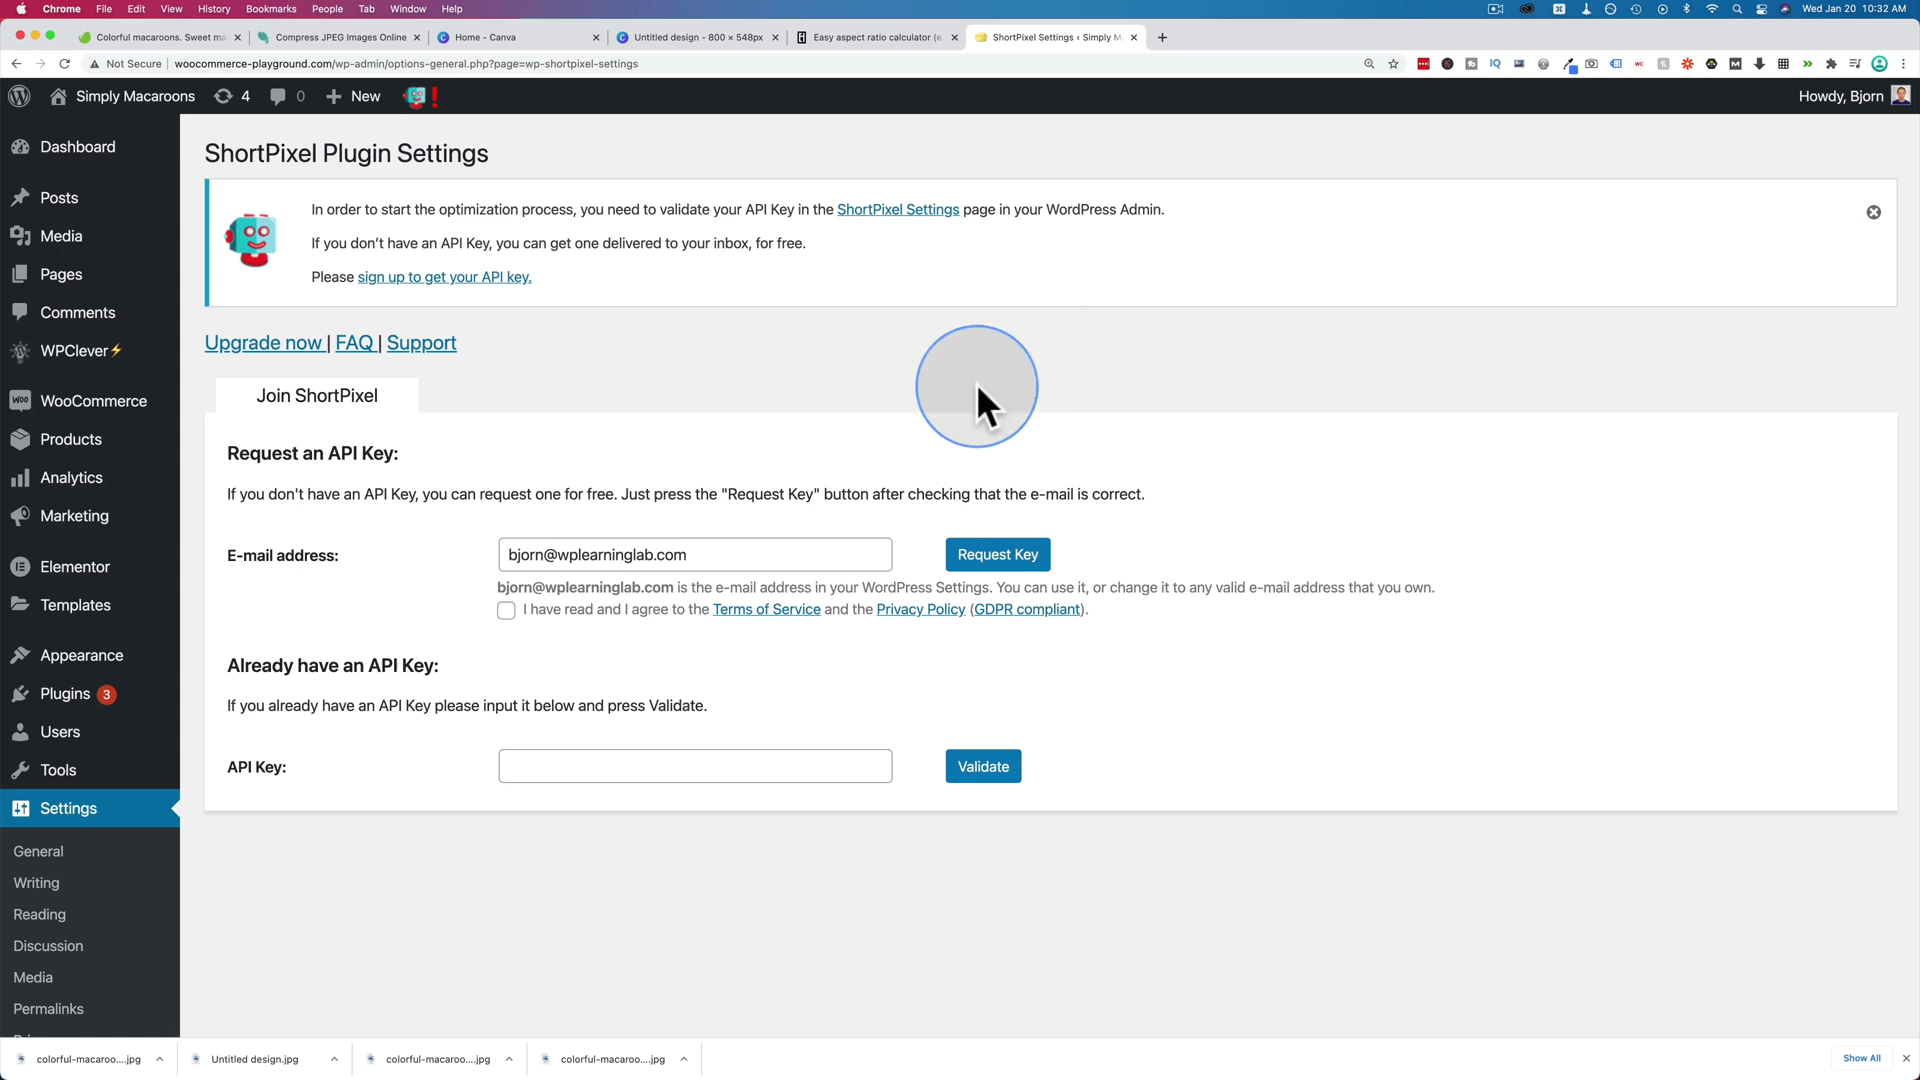 Chrome File Edit View History Bookmarks People Tab Window Help Wed Jan 20 10:32 AM
Colorful macaroons. Sweet ma Compress JPEG Images Online Home - Canva Untitled design - 800 × 548px Easy aspect ratio calculator (e. ShortPixel Settings ‹ Simply M
Not Secure woocommerce-playground.com/wp-admin/options-general.php?page=wp-shortpixel-settings
Simply Macaroons 4 0 New Howdy, Bjorn
Dashboard
Posts
Media
Pages
Comments
WPClever
WooCommerce
Products
Analytics
Marketing
Elementor
Templates
Appearance
Plugins 3
Users
Tools
Settings
General
Writing
Reading
Discussion
Media
Permalinks
ShortPixel Plugin Settings
In order to start the optimization process, you need to validate your API Key in the ShortPixel Settings page in your WordPress Admin.
If you don't have an API Key, you can get one delivered to your inbox, for free.
Please sign up to get your API key.
Upgrade now | FAQ | Support
Join ShortPixel
Request an API Key:
If you don't have an API Key, you can request one for free. Just press the "Request Key" button after checking that the e-mail is correct.
E-mail address: bjorn@wplearninglab.com Request Key
bjorn@wplearninglab.com is the e-mail address in your WordPress Settings. You can use it, or change it to any valid e-mail address that you own.
I have read and I agree to the Terms of Service and the Privacy Policy (GDPR compliant).
Already have an API Key:
If you already have an API Key please input it below and press Validate.
API Key: Validate
colorful-macaroo....jpg Untitled design.jpg colorful-macaroo....jpg colorful-macaroo....jpg Show All